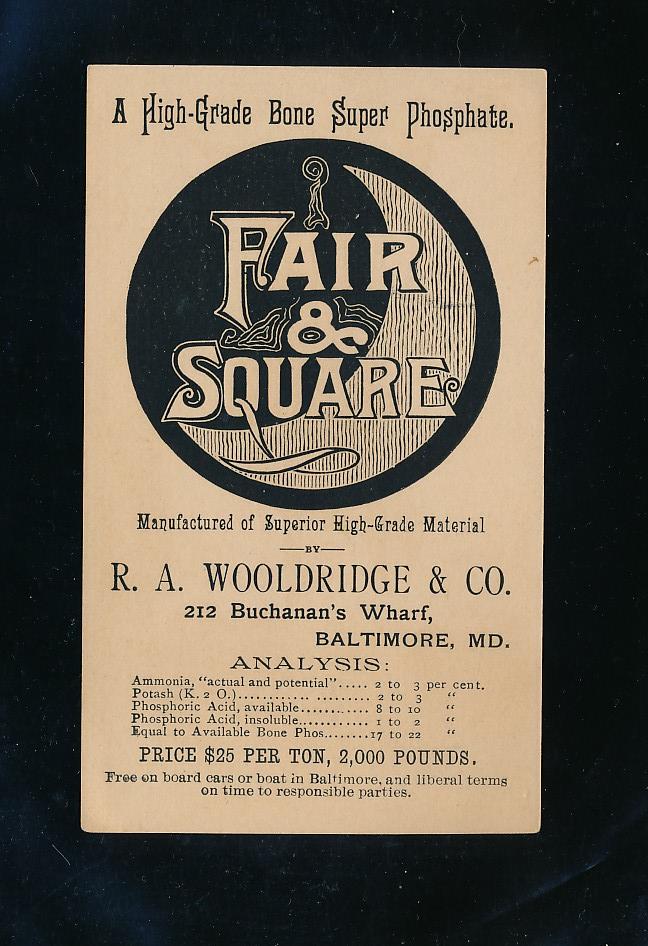 A High-Grade Bone Super Phosphate.
FAIR
&
SQUARE
Manufactured of Superior High-Grade Material
BY
R. A. WOOLDRIDGE & CO.
212 Buchanan's Wharf,
BALTIMORE, MD.
ANALYSIS:
Ammonia, "actual and potential"..... 2 to 3 per cent.
Potash (K. 2 O.)..................... 2 to 3 "
Phosphoric Acid, available........... 8 to 10 "
Phosphoric Acid, insoluble............ 1 to 2 "
Equal to Available Bone Phos........17 to 22 "
PRICE $25 PER TON, 2,000 POUNDS.
Free on board cars or boat in Baltimore, and liberal terms
on time to responsible parties.